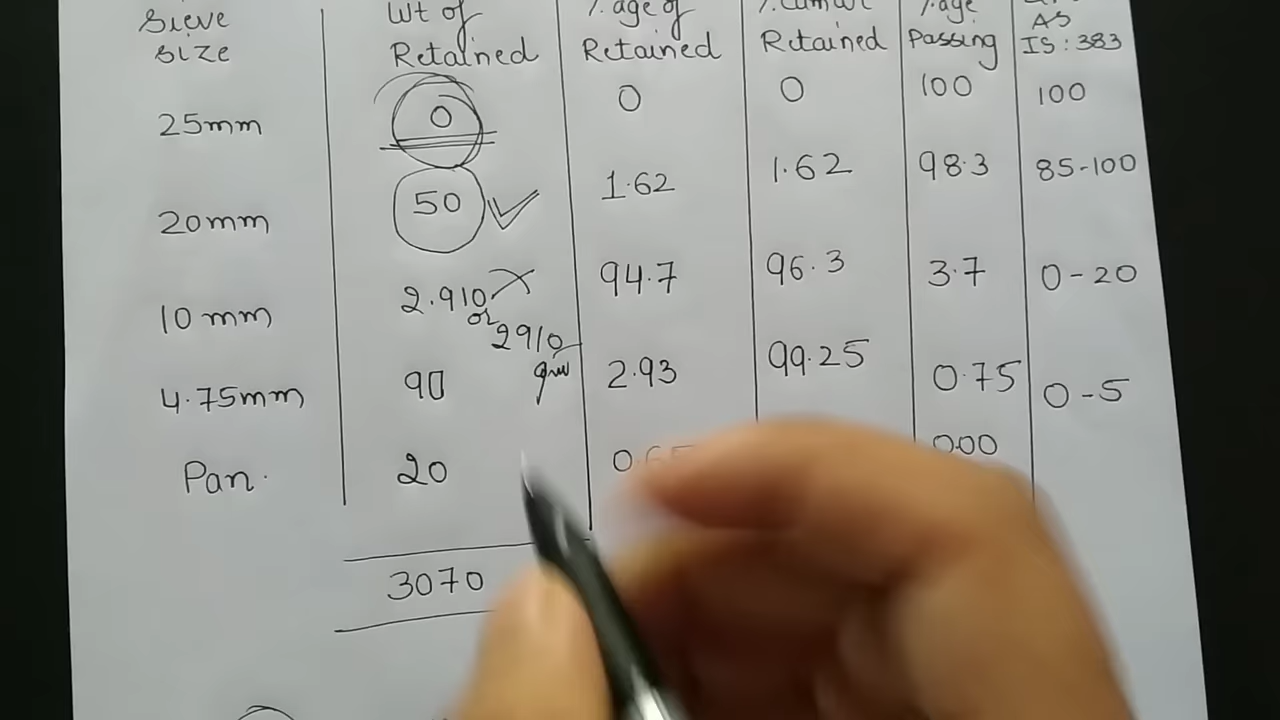 Sieve Wt of %age of %age
Size Retained Retained Retained Passing AS IS:383
25mm 0 0 0 100 100
20mm 50 1.62 1.62 98.3 85-100
10mm 2.910 or 2910 gm 94.7 96.3 3.7 0-20
4.75mm 90 2.93 99.25 0.75 0-5
Pan. 20 0.65 0.00
3070